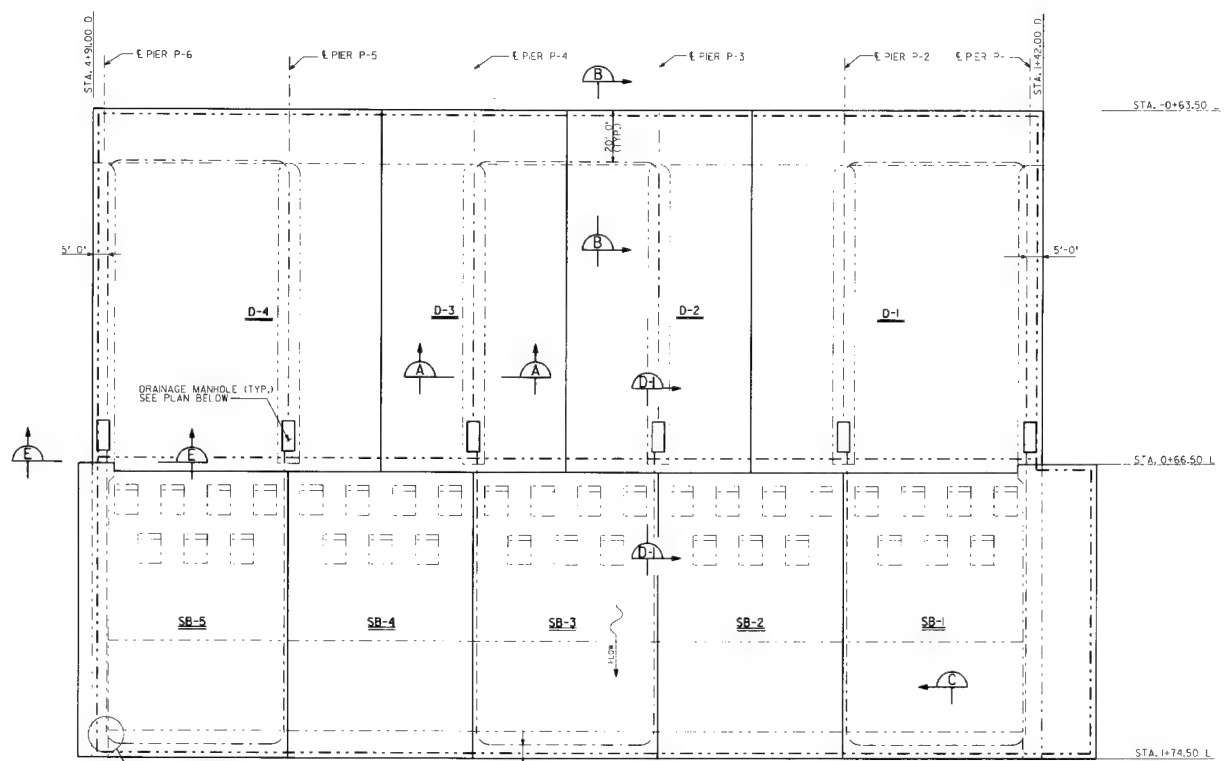 STA. 4+91.00 D
℄ PIER P-6
℄ PIER P-5
℄ PIER P-4
℄ PIER P-3
℄ PIER P-2
℄ PIER P-
STA. 1+42.00 D
B
STA. -0+63.50 L
20'-0"
(TYP.)
B
5'-0"
5'-0"
D-4
D-3
D-2
D-1
A
A
D-1
DRAINAGE MANHOLE (TYP.)
SEE PLAN BELOW
E
E
STA. 0+66.50 L
D-1
SB-5
SB-4
SB-3
SB-2
SB-1
FLOW
C
STA. 1+74.50 L